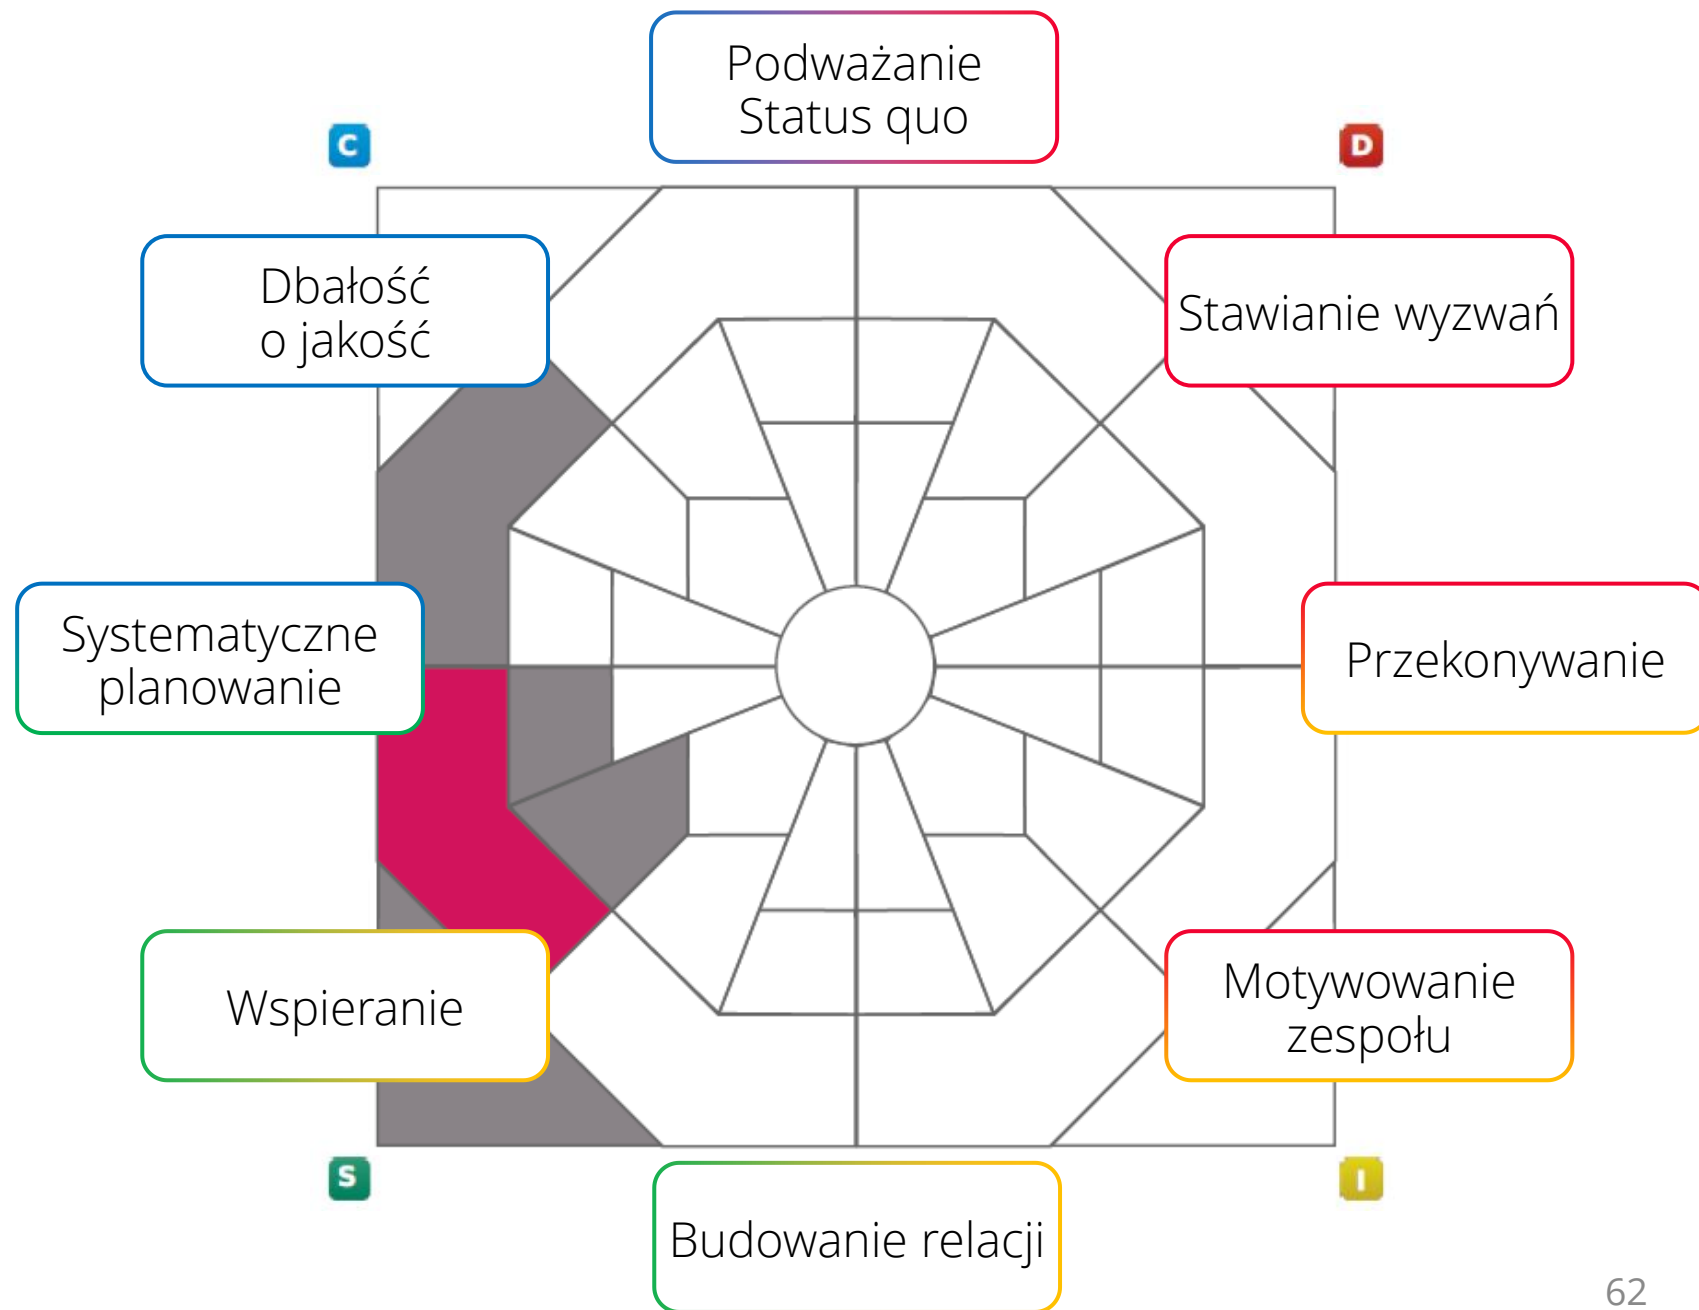 Podważanie
Status quo
C
D
Dbałość
o jakość
Stawianie wyzwań
Systematyczne
planowanie
Przekonywanie
Wspieranie
Motywowanie
zespołu
S
I
Budowanie relacji
62